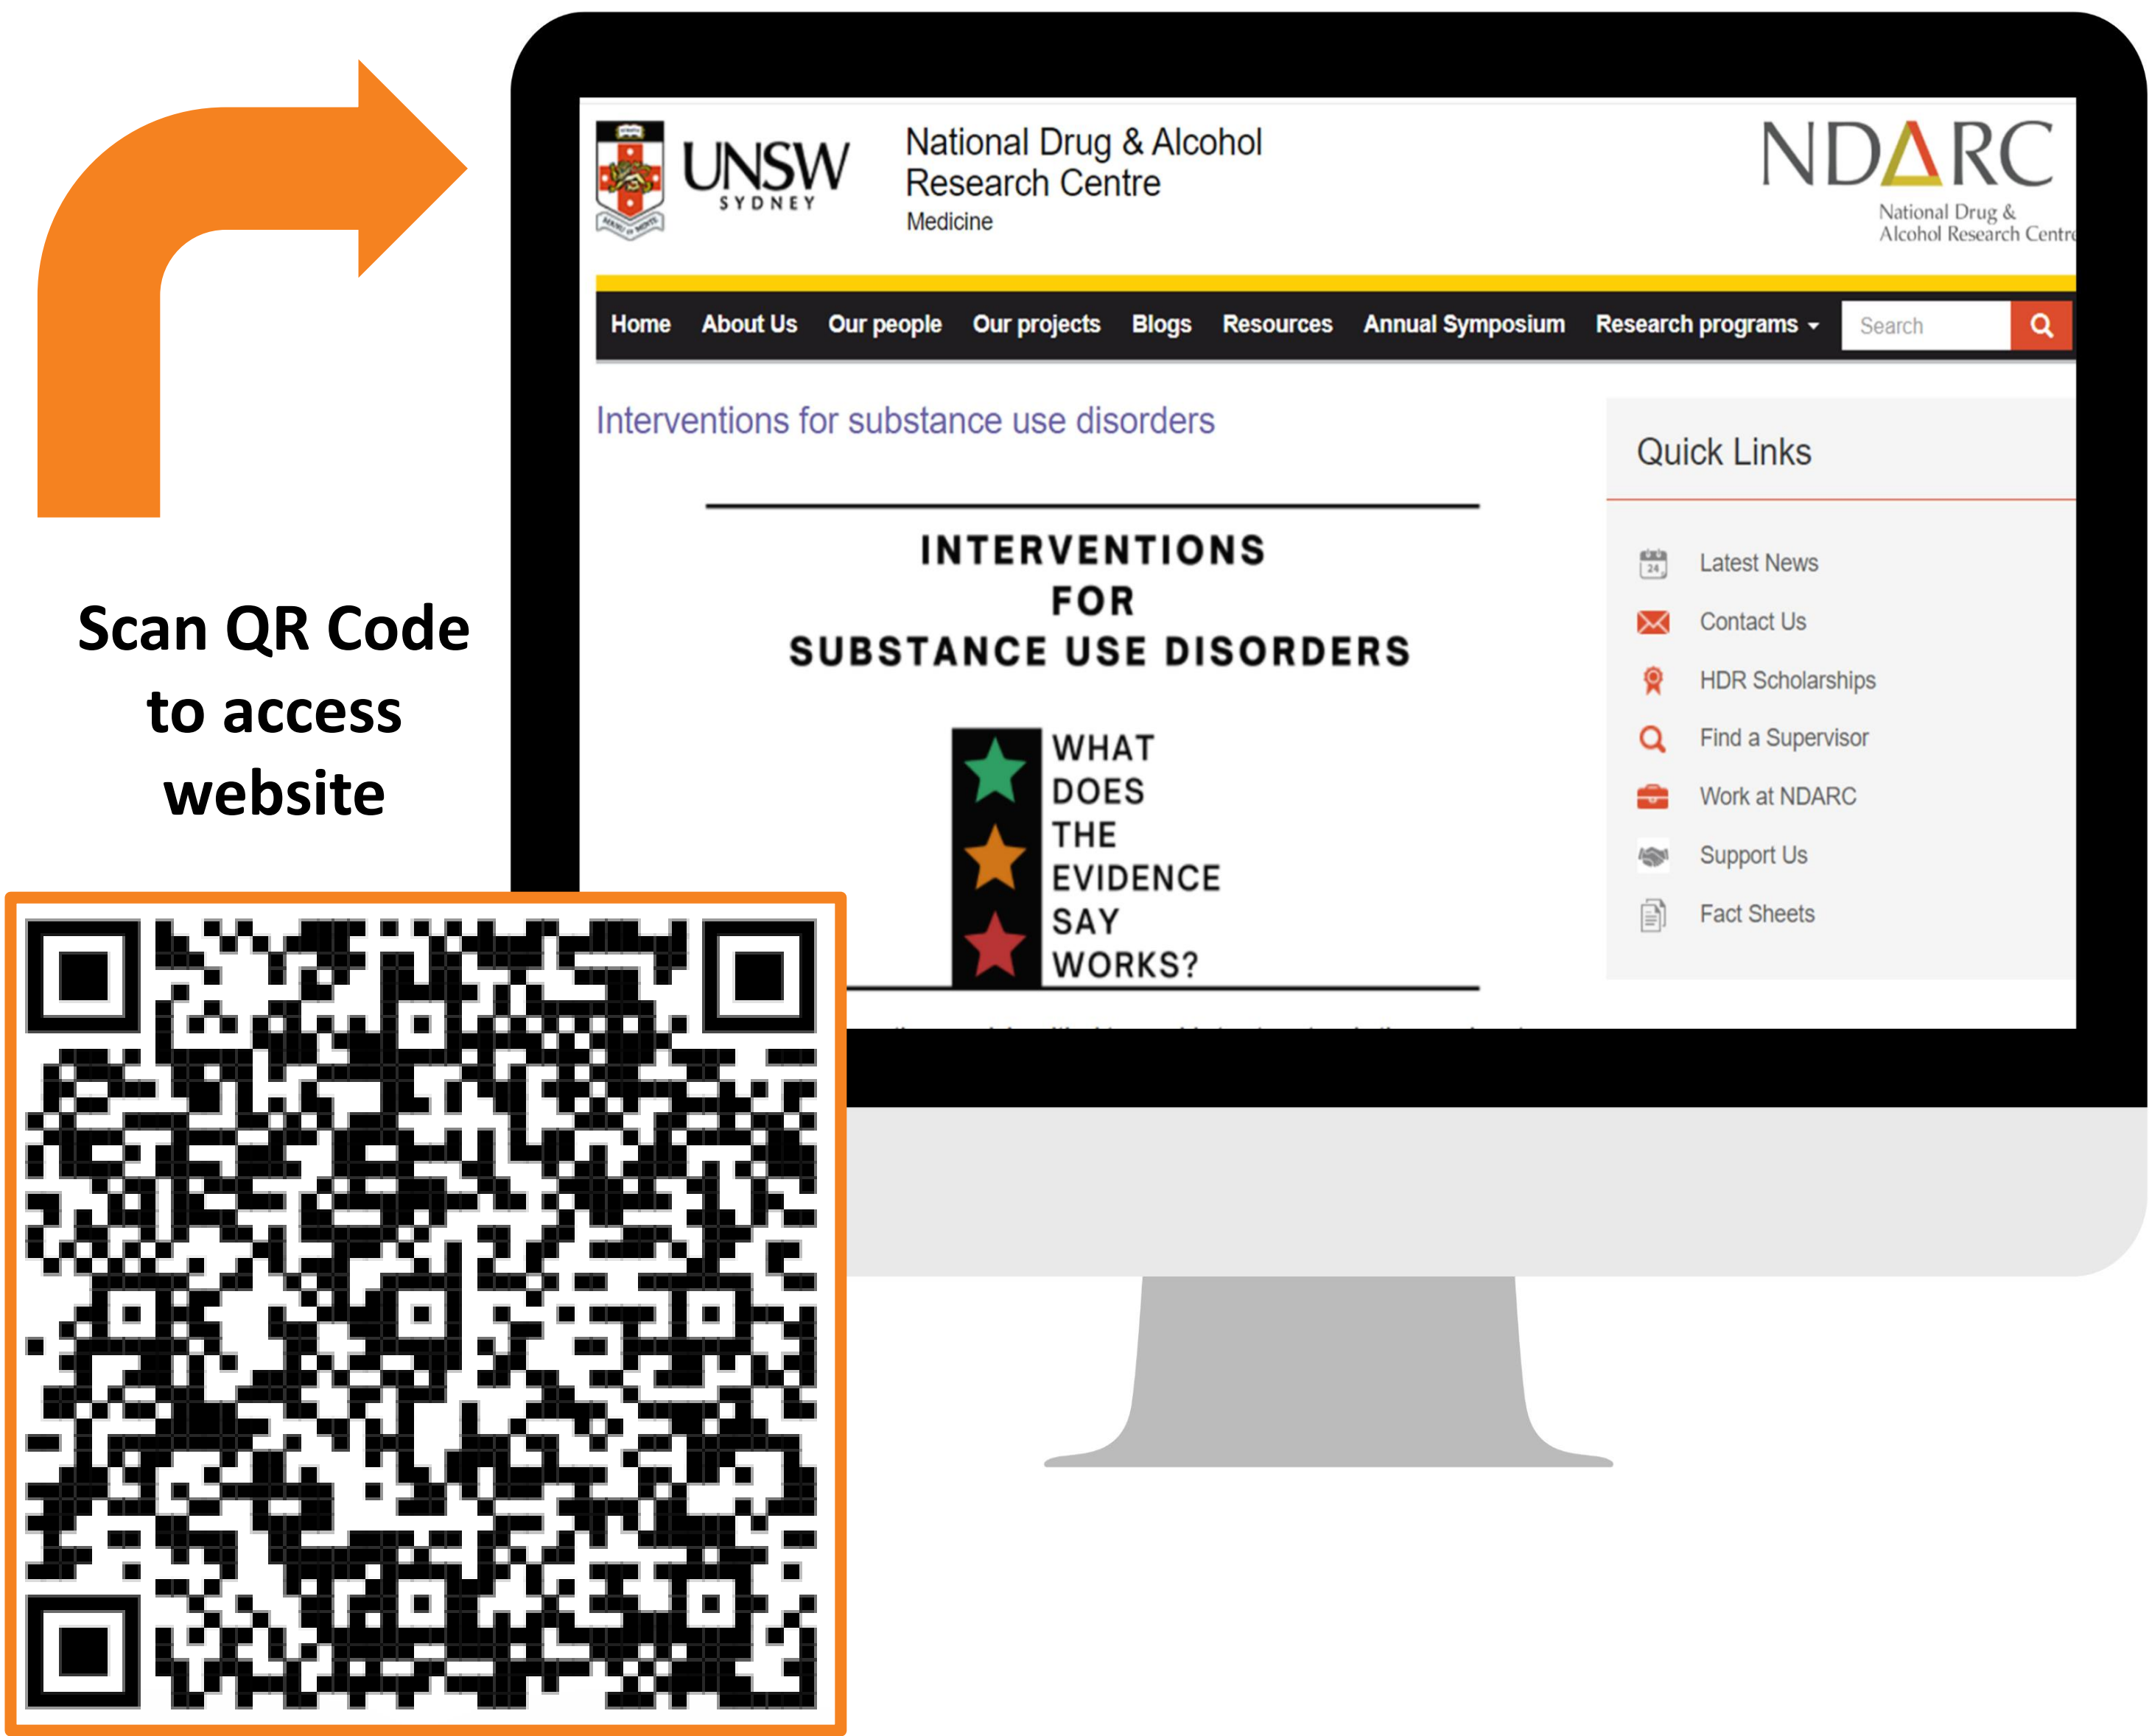 Scan QR Code
to access
website
UNSW
SYDNEY
National Drug & Alcohol
Research Centre
Medicine
NDARC
National Drug &
Alcohol Research Centre
Home About Us Our people Our projects Blogs Resources Annual Symposium Research programs Search
Interventions for substance use disorders
INTERVENTIONS
FOR
SUBSTANCE USE DISORDERS
WHAT
DOES
THE
EVIDENCE
SAY
WORKS?
Quick Links
24
Latest News
Contact Us
HDR Scholarships
Find a Supervisor
Work at NDARC
Support Us
Fact Sheets